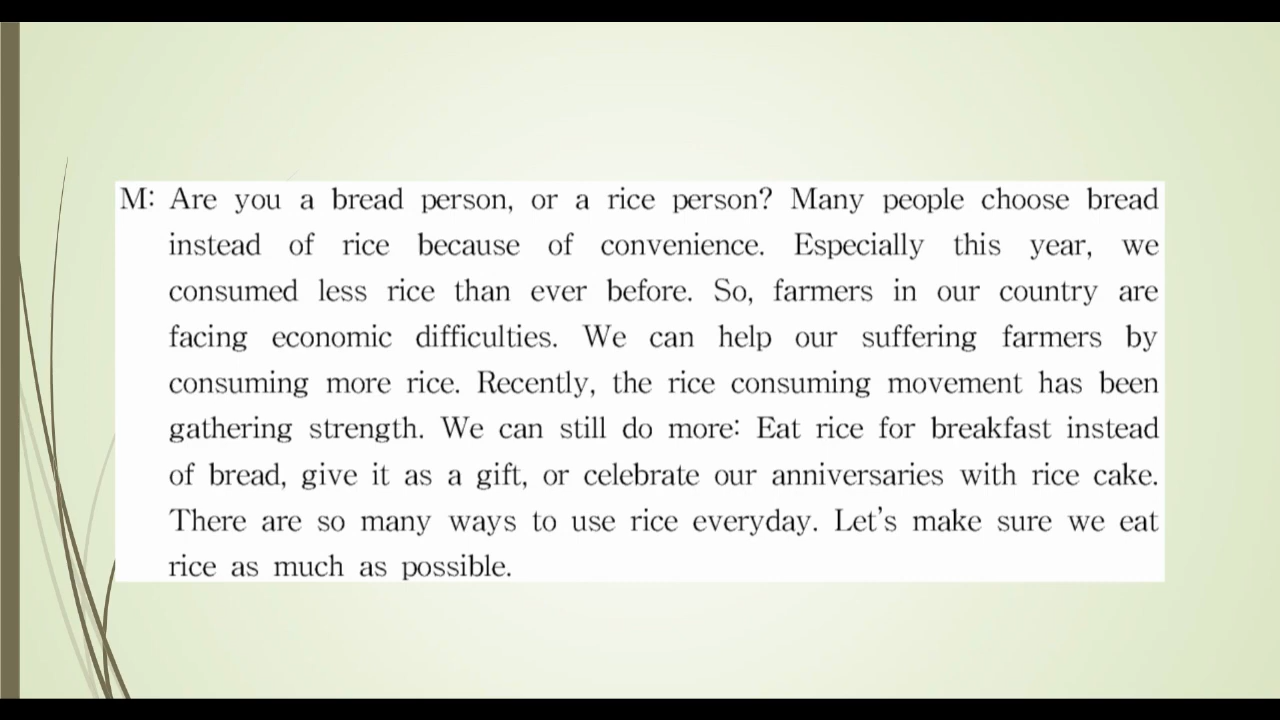 M: Are you a bread person, or a rice person? Many people choose bread
instead of rice because of convenience. Especially this year, we
consumed less rice than ever before. So, farmers in our country are
facing economic difficulties. We can help our suffering farmers by
consuming more rice. Recently, the rice consuming movement has been
gathering strength. We can still do more: Eat rice for breakfast instead
of bread, give it as a gift, or celebrate our anniversaries with rice cake.
There are so many ways to use rice everyday. Let's make sure we eat
rice as much as possible.